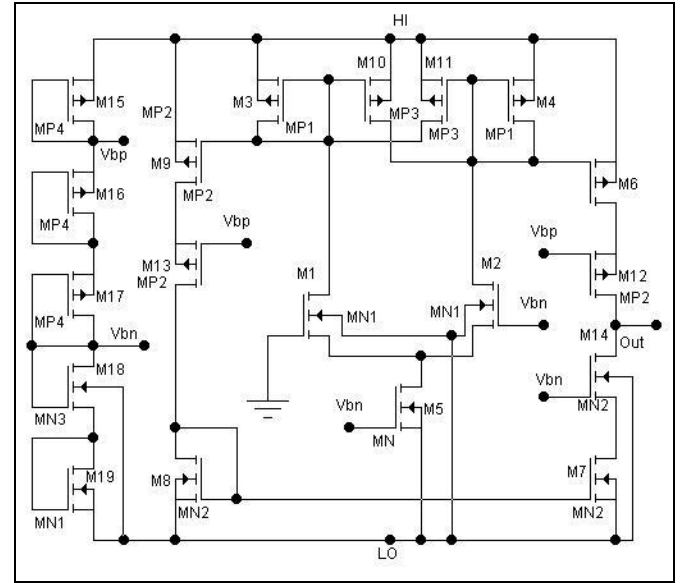 HI
M15
MP4
Vbp
M16
MP4
M17
MP4
Vbn
M18
MN3
M19
MN1
MP2
M9
MP2
M13
MP2
M8
MN2
M3
MP1
M10
MP3
M11
MP3
M4
MP1
Vbp
M1
MN1
M2
MN1
Vbn
Vbn
M5
MN
M6
Vbp
M12
MP2
M14
Out
Vbn
MN2
M7
MN2
LO